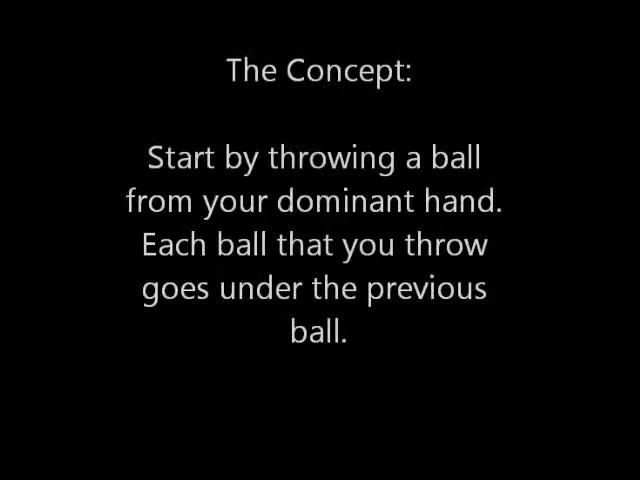 The Concept:
Start by throwing a ball
from your dominant hand.
Each ball that you throw
goes under the previous
ball.